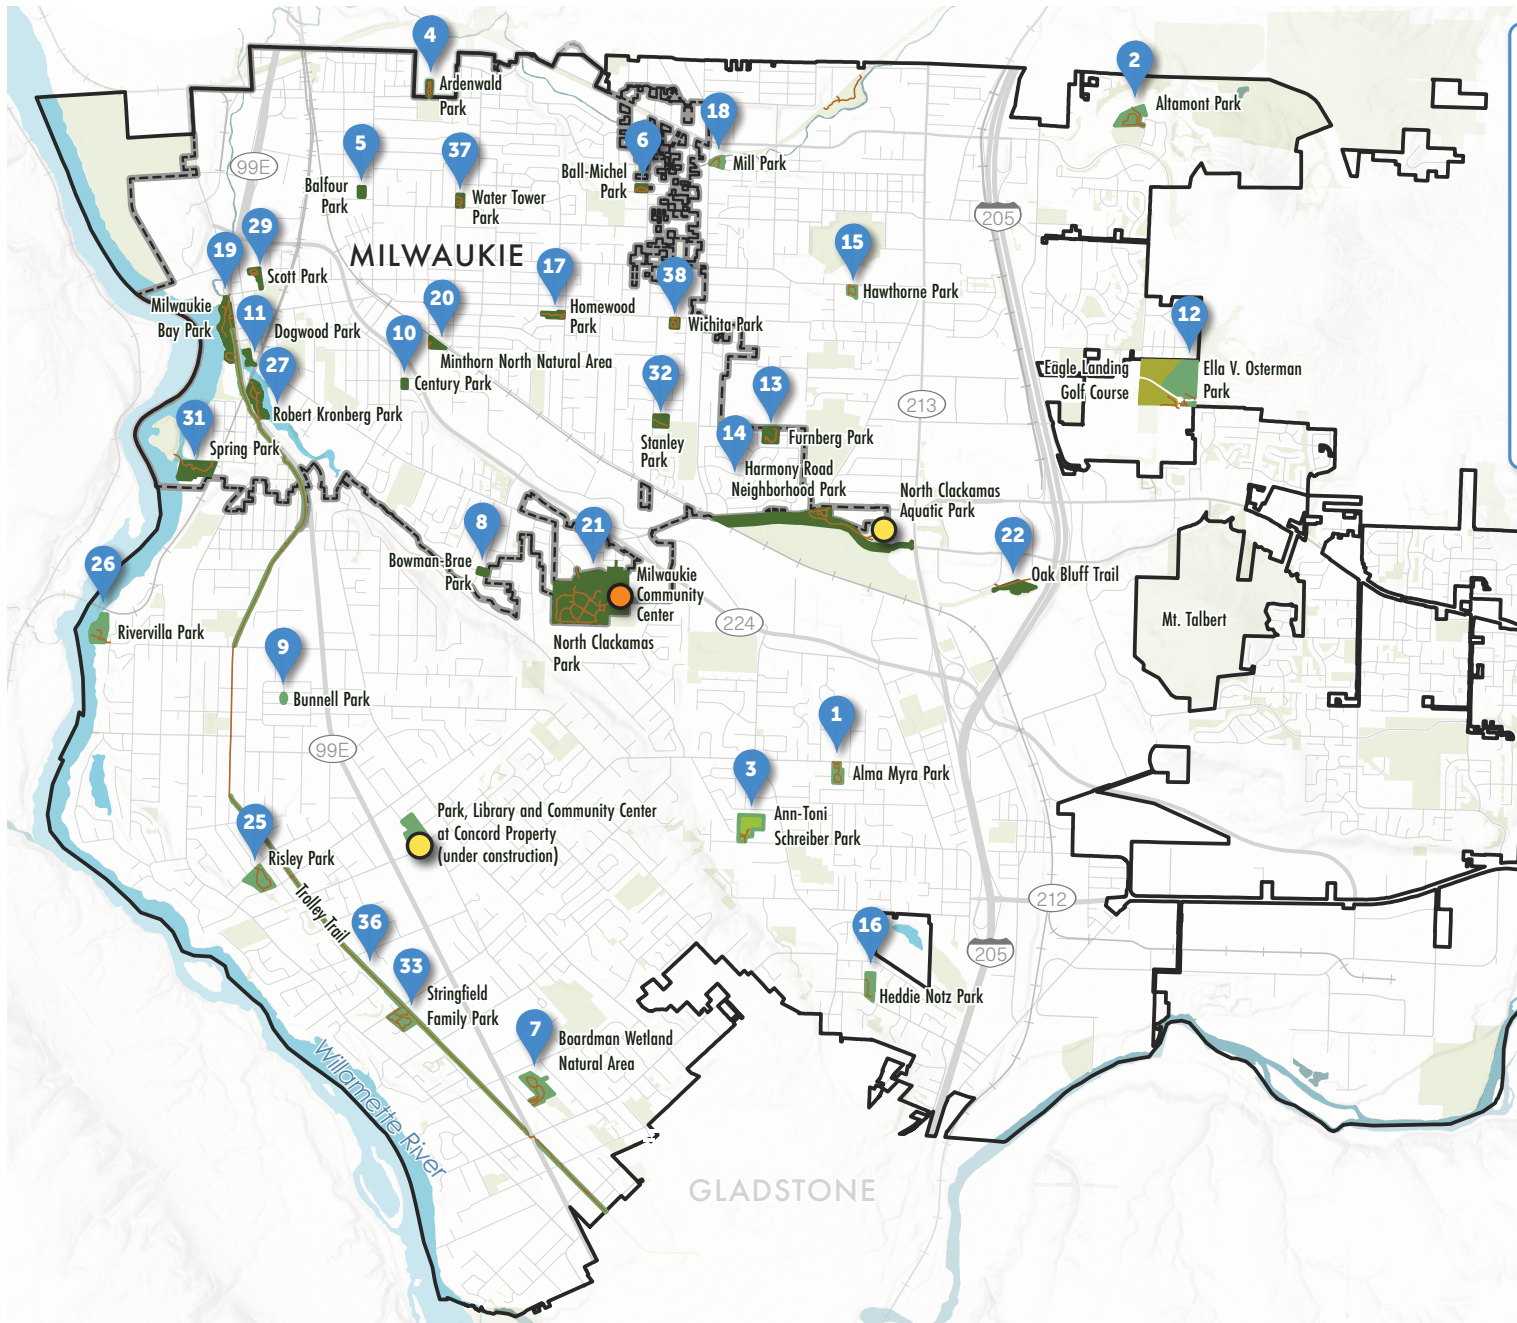 4
Ardenwald
Park
2
Altamont Park
18
Mill Park
5
Balfour
Park
37
Water Tower
Park
6
Ball-Michel
Park
99E
205
29
Scott Park
19
Milwaukie
Bay Park
MILWAUKIE
17
Homewood
Park
38
Wichita Park
15
Hawthorne Park
11
Dogwood Park
20
Minthorn North Natural Area
10
Century Park
12
Eagle Landing
Golf Course
Ella V. Osterman
Park
27
Robert Kronberg Park
32
Stanley
Park
13
Furnberg Park
213
31
Spring Park
14
Harmony Road
Neighborhood Park
North Clackamas
Aquatic Park
8
Bowman-Brae
Park
21
Milwaukie
Community
Center
North Clackamas
Park
22
Oak Bluff Trail
26
Rivervilla Park
224
Mt. Talbert
9
Bunnell Park
99E
1
Alma Myra Park
3
Ann-Toni
Schreiber Park
Park, Library and Community Center
at Concord Property
(under construction)
25
Risley Park
Trolley Trail
36
33
Stringfield
Family Park
16
Heddie Notz Park
212
205
7
Boardman Wetland
Natural Area
Willamette River
GLADSTONE